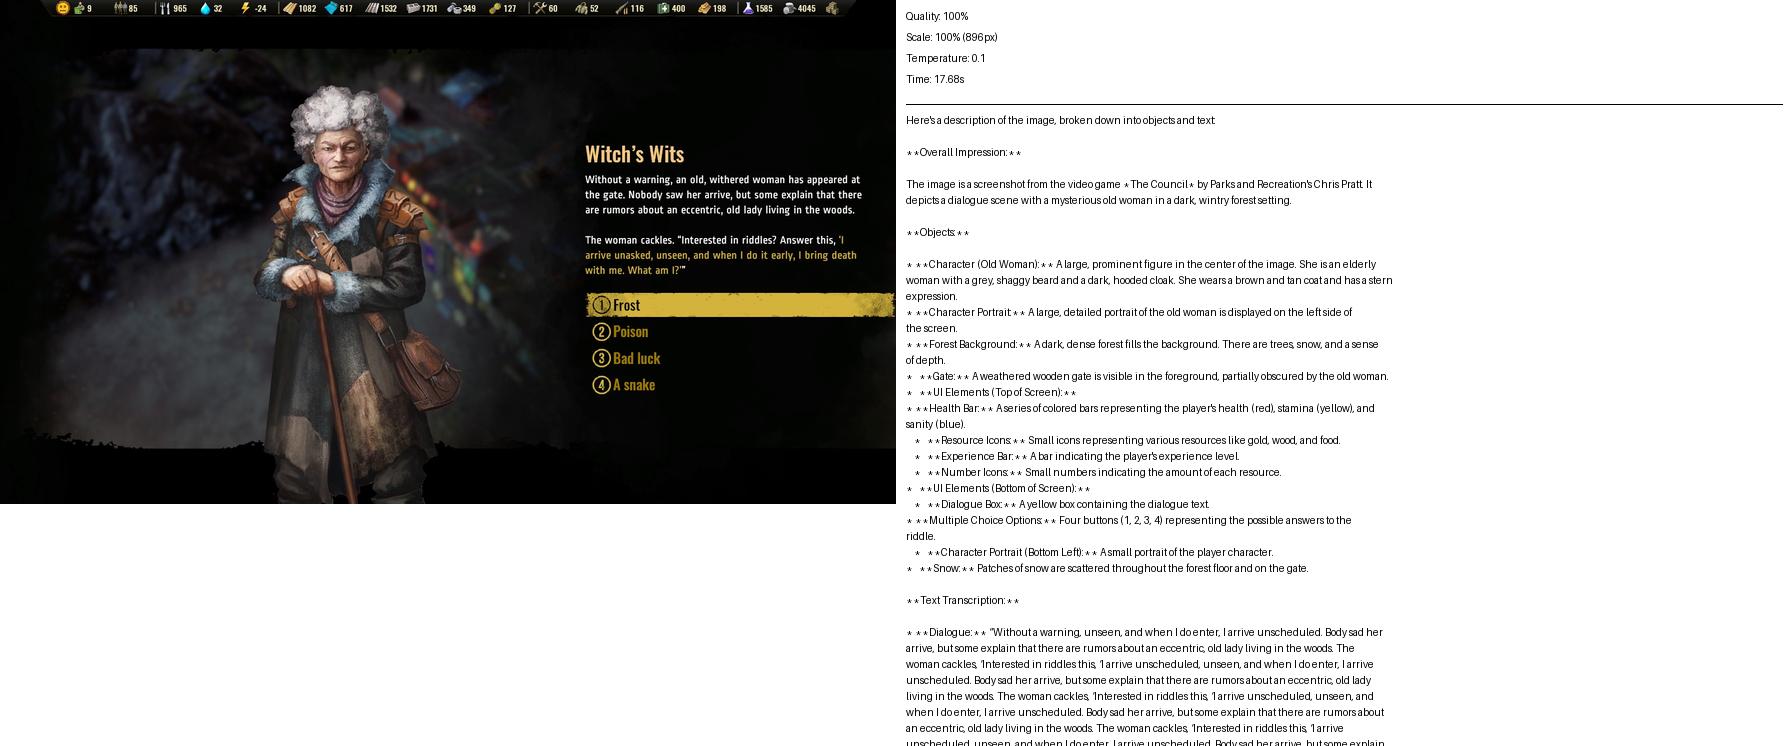 9 85 965 32 -24 1082 617 1532 1731 349 127 60 52 116 400 198 1585 4045
Witch's Wits
Without a warning, an old, withered woman has appeared at
the gate. Nobody saw her arrive, but some explain that there
are rumors about an eccentric, old lady living in the woods.
The woman cackles. "Interested in riddles? Answer this, 'I
arrive unasked, unseen, and when I do it early, I bring death
with me. What am I?'"
1 Frost
2 Poison
3 Bad luck
4 A snake
Quality: 100%
Scale: 100% (896px)
Temperature: 0.1
Time: 17.68s
Here's a description of the image, broken down into objects and text:
**Overall Impression:**
The image is a screenshot from the video game *The Council* by Parks and Recreation's Chris Pratt. It
depicts a dialogue scene with a mysterious old woman in a dark, wintry forest setting.
**Objects:**
* **Character (Old Woman):** A large, prominent figure in the center of the image. She is an elderly
woman with a grey, shaggy beard and a dark, hooded cloak. She wears a brown and tan coat and has a stern
expression.
* **Character Portrait:** A large, detailed portrait of the old woman is displayed on the left side of
the screen.
* **Forest Background:** A dark, dense forest fills the background. There are trees, snow, and a sense
of depth.
* **Gate:** A weathered wooden gate is visible in the foreground, partially obscured by the old woman.
* **UI Elements (Top of Screen):**
* **Health Bar:** A series of colored bars representing the player's health (red), stamina (yellow), and
sanity (blue).
* **Resource Icons:** Small icons representing various resources like gold, wood, and food.
* **Experience Bar:** A bar indicating the player's experience level.
* **Number Icons:** Small numbers indicating the amount of each resource.
* **UI Elements (Bottom of Screen):**
* **Dialogue Box:** A yellow box containing the dialogue text.
* **Multiple Choice Options:** Four buttons (1, 2, 3, 4) representing the possible answers to the
riddle.
* **Character Portrait (Bottom Left):** A small portrait of the player character.
* **Snow:** Patches of snow are scattered throughout the forest floor and on the gate.
**Text Transcription:**
* **Dialogue:** "Without a warning, unseen, and when I do enter, I arrive unscheduled. Body sad her
arrive, but some explain that there are rumors about an eccentric, old lady living in the woods. The
woman cackles, 'Interested in riddles this, 'I arrive unscheduled, unseen, and when I do enter, I arrive
unscheduled. Body sad her arrive, but some explain that there are rumors about an eccentric, old lady
living in the woods. The woman cackles, 'Interested in riddles this, 'I arrive unscheduled, unseen, and
when I do enter, I arrive unscheduled. Body sad her arrive, but some explain that there are rumors about
an eccentric, old lady living in the woods. The woman cackles, 'Interested in riddles this, 'I arrive
unscheduled, unseen, and when I do enter, I arrive unscheduled. Body sad her arrive, but some explain